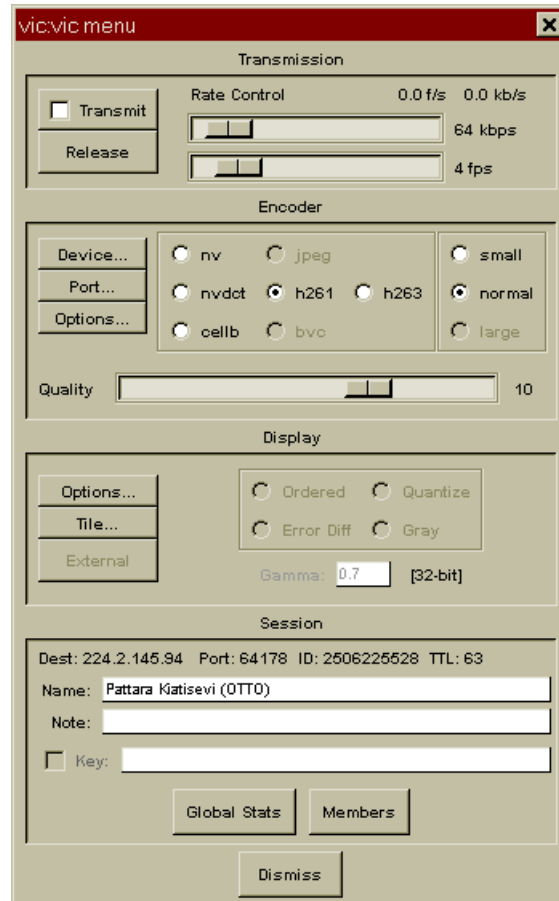 vic:vic menu
Transmission
Transmit Rate Control 0.0 f/s 0.0 kb/s
64 kbps
Release
4 fps
Encoder
Device... nv jpeg small
Port... nvdct h261 h263 normal
Options... cellb bvc large
Quality 10
Display
Options... Ordered Quantize
Tile... Error Diff Gray
External Gamma: 0.7 [32-bit]
Session
Dest: 224.2.145.94 Port: 64178 ID: 2506225528 TTL: 63
Name: Pattara Kiatisevi (OTTO)
Note:
Key:
Global Stats Members
Dismiss